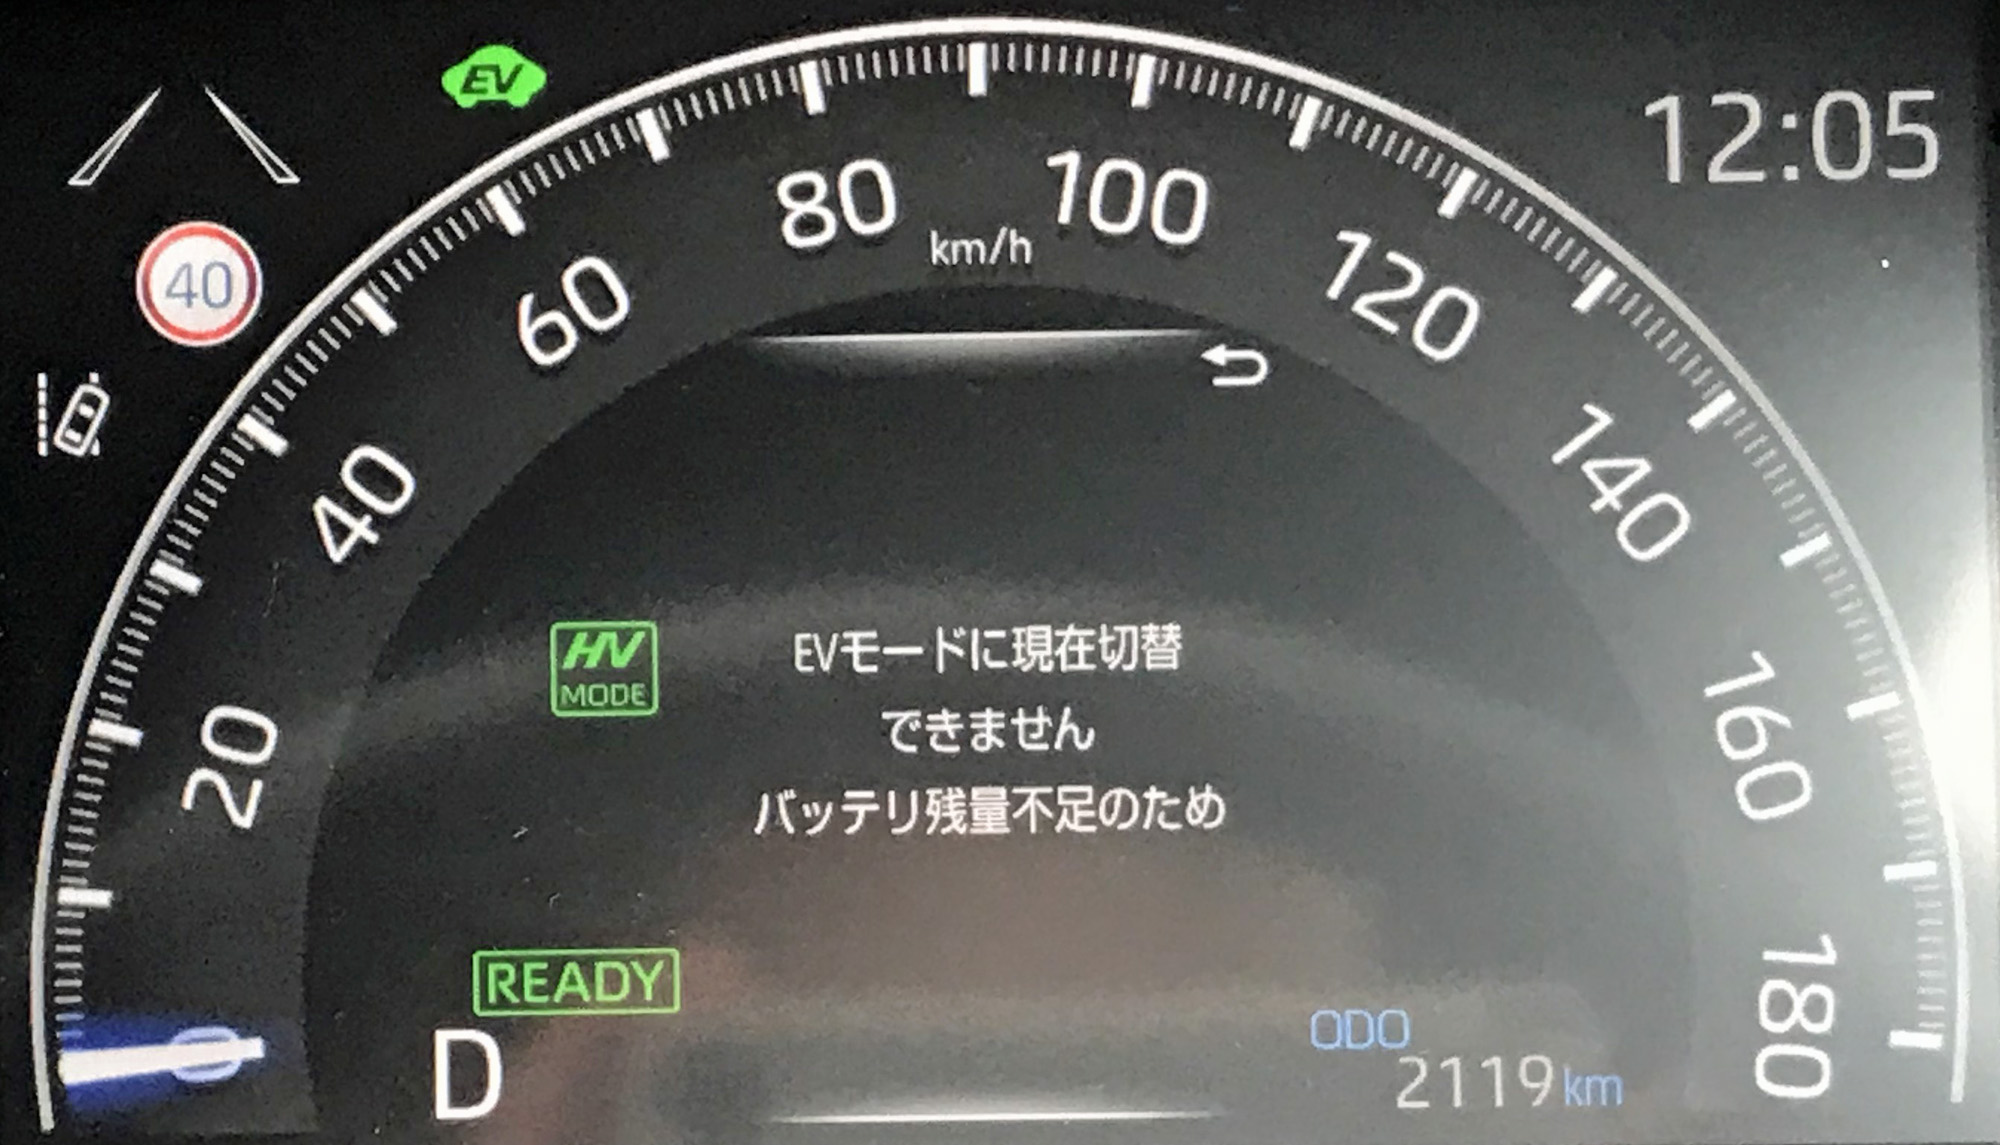 EV
12:05
40
20
40
60
80
km/h
100
120
140
160
180
0
HV
MODE
EVモードに現在切替
できません
バッテリ残量不足のため
READY
D
ODO
2119km